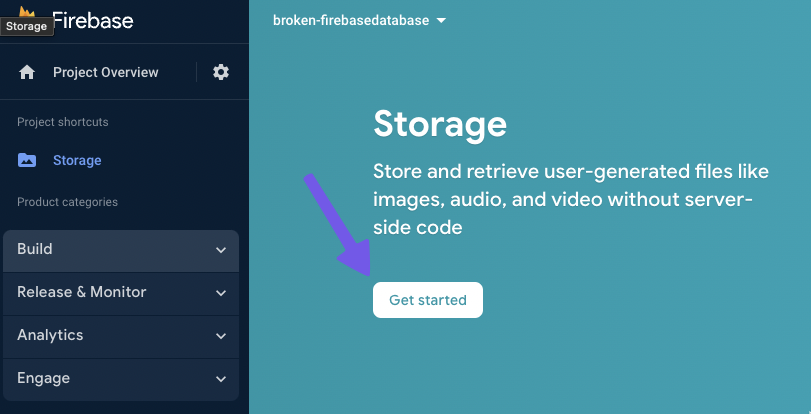 Firebase
Storage
Project Overview
Project shortcuts
Storage
Product categories
Build
Release & Monitor
Analytics
Engage
broken-firebasedatabase
Storage
Store and retrieve user-generated files like
images, audio, and video without server-
side code
Get started